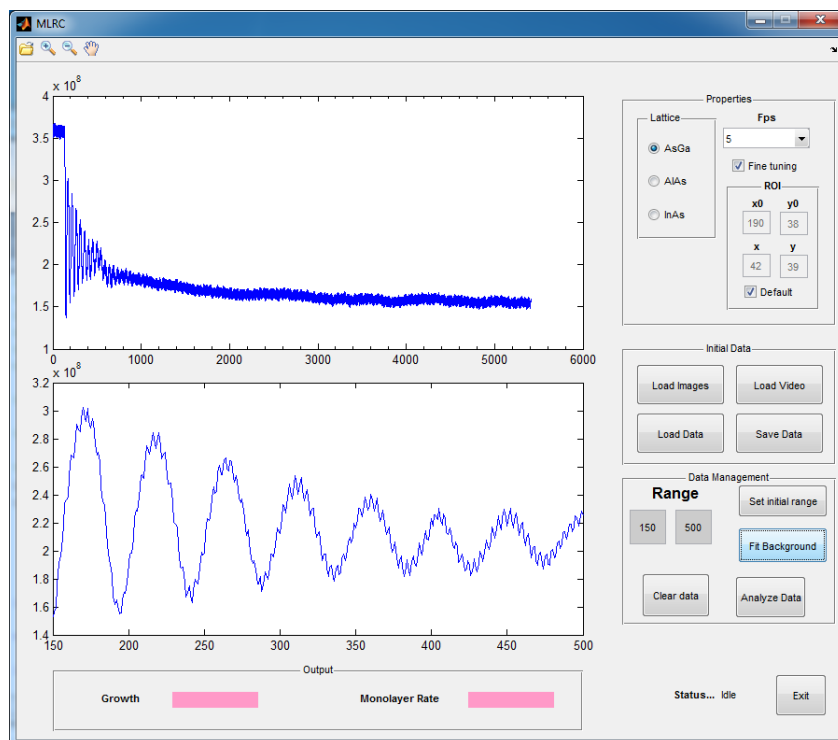 MLRC
x 10^8
4
3.5
3
2.5
2
1.5
1
0 1000 2000 3000 4000 5000 6000
x 10^8
3.2
3
2.8
2.6
2.4
2.2
2
1.8
1.6
1.4
150 200 250 300 350 400 450 500
Output
Growth
Monolayer Rate
Properties
Lattice
AsGa
AlAs
InAs
Fps
5
Fine tuning
ROI
x0 y0
190 38
x y
42 39
Default
Initial Data
Load Images Load Video
Load Data Save Data
Data Management
Range
150 500
Set initial range
Fit Background
Clear data
Analyze Data
Status... Idle
Exit